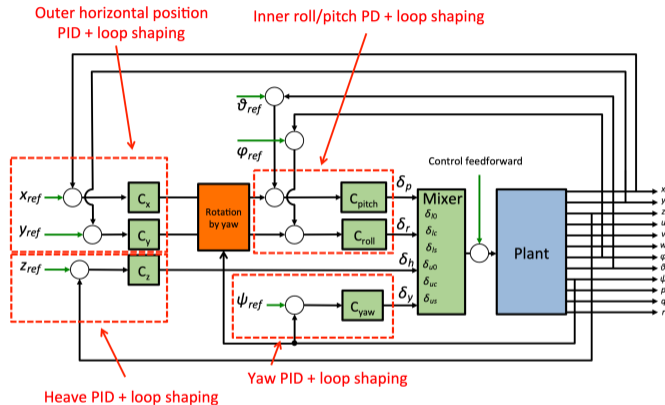 Outer horizontal position
PID + loop shaping
Inner roll/pitch PD + loop shaping
ϑref
φref
Control feedforward
xref
Cx
Rotation
by yaw
Cpitch
δp
Mixer
yref
Cy
Croll
δr
zref
Cz
δh
ψref
Cyaw
δy
δl0
δlc
δls
δu0
δuc
δus
Plant
x
y
z
u
v
w
φ
ϑ
ψ
p
q
r
Yaw PID + loop shaping
Heave PID + loop shaping